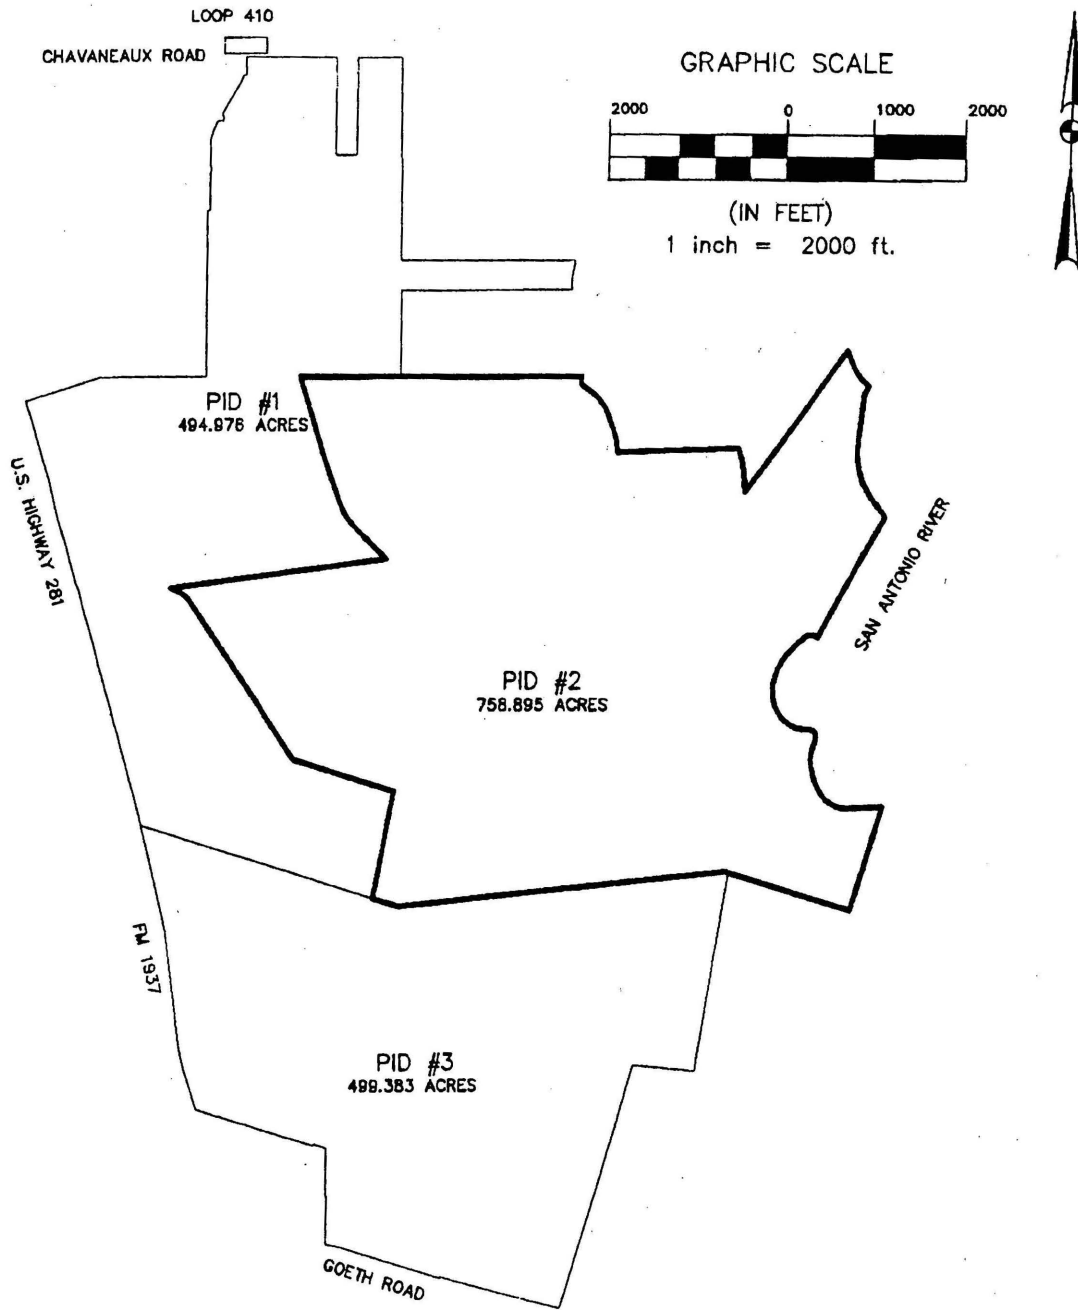 LOOP 410
CHAVANEAUX ROAD
GRAPHIC SCALE
2000 0 1000 2000
(IN FEET)
1 inch = 2000 ft.
PID #1
494.976 ACRES
U.S. HIGHWAY 281
SAN ANTONIO RIVER
PID #2
758.895 ACRES
FM 1937
PID #3
499.383 ACRES
GOETH ROAD